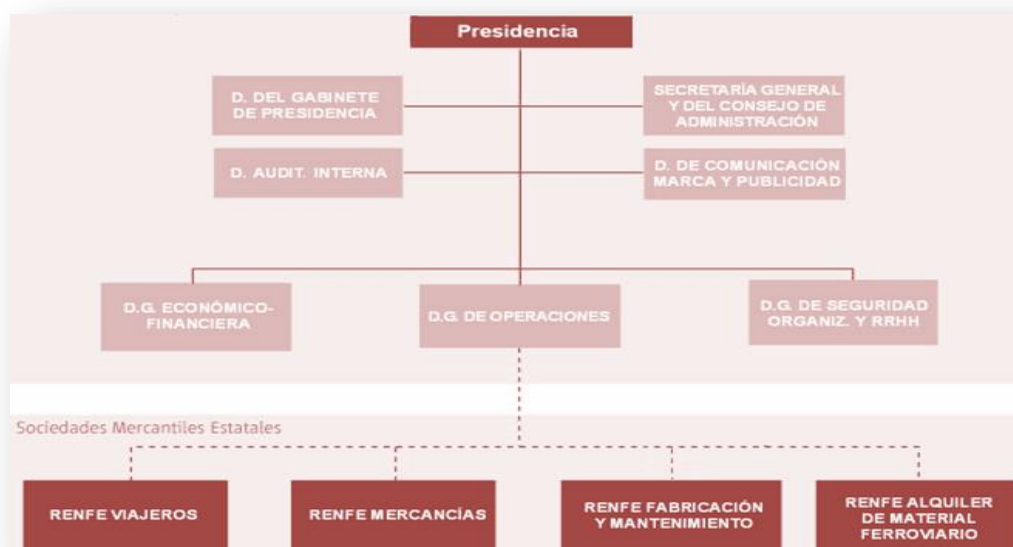 Presidencia
D. DEL GABINETE
DE PRESIDENCIA
SECRETARÍA GENERAL
Y DEL CONSEJO DE
ADMINISTRACIÓN
D. AUDIT. INTERNA
D. DE COMUNICACIÓN
MARCA Y PUBLICIDAD
D.G. ECONÓMICO-
FINANCIERA
D.G. DE OPERACIONES
D.G. DE SEGURIDAD
ORGANIZ. Y RRHH
Sociedades Mercantiles Estatales
RENFE VIAJEROS
RENFE MERCANCÍAS
RENFE FABRICACIÓN
Y MANTENIMIENTO
RENFE ALQUILER
DE MATERIAL
FERROVIARIO